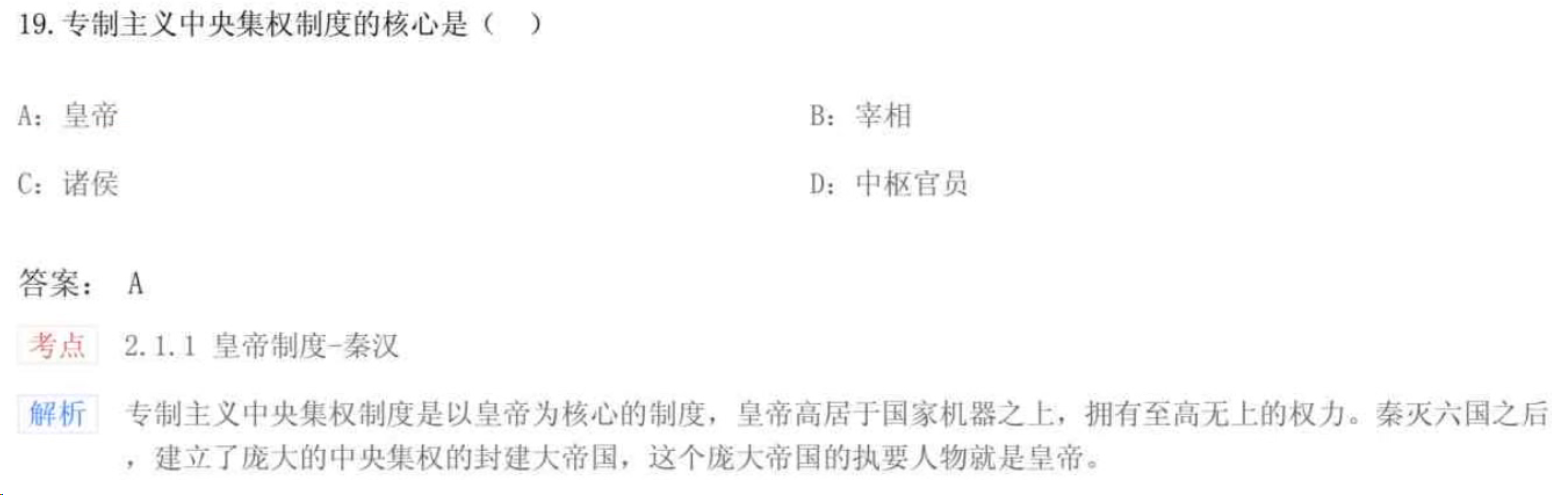 19.专制主义中央集权制度的核心是（  ）
A：皇帝
B：宰相
C：诸侯
D：中枢官员
答案： A
考点 2.1.1 皇帝制度-秦汉
解析 专制主义中央集权制度是以皇帝为核心的制度，皇帝高居于国家机器之上，拥有至高无上的权力。秦灭六国之后
，建立了庞大的中央集权的封建大帝国，这个庞大帝国的执要人物就是皇帝。